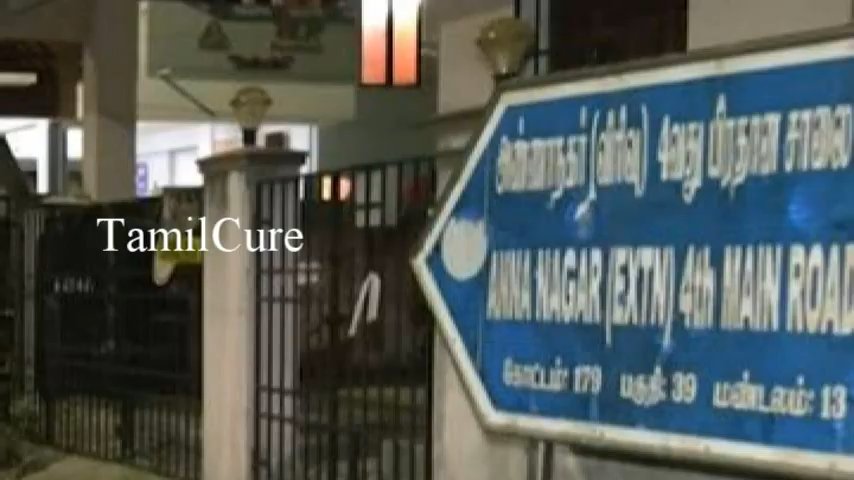 அண்ணாநகர் (விரிவு) 4வது பிரதான சாலை
TamilCure
ANNA NAGAR (EXTN) 4th MAIN ROAD
கோட்டம்: 179 பகுதி: 39 மண்டலம்: 13